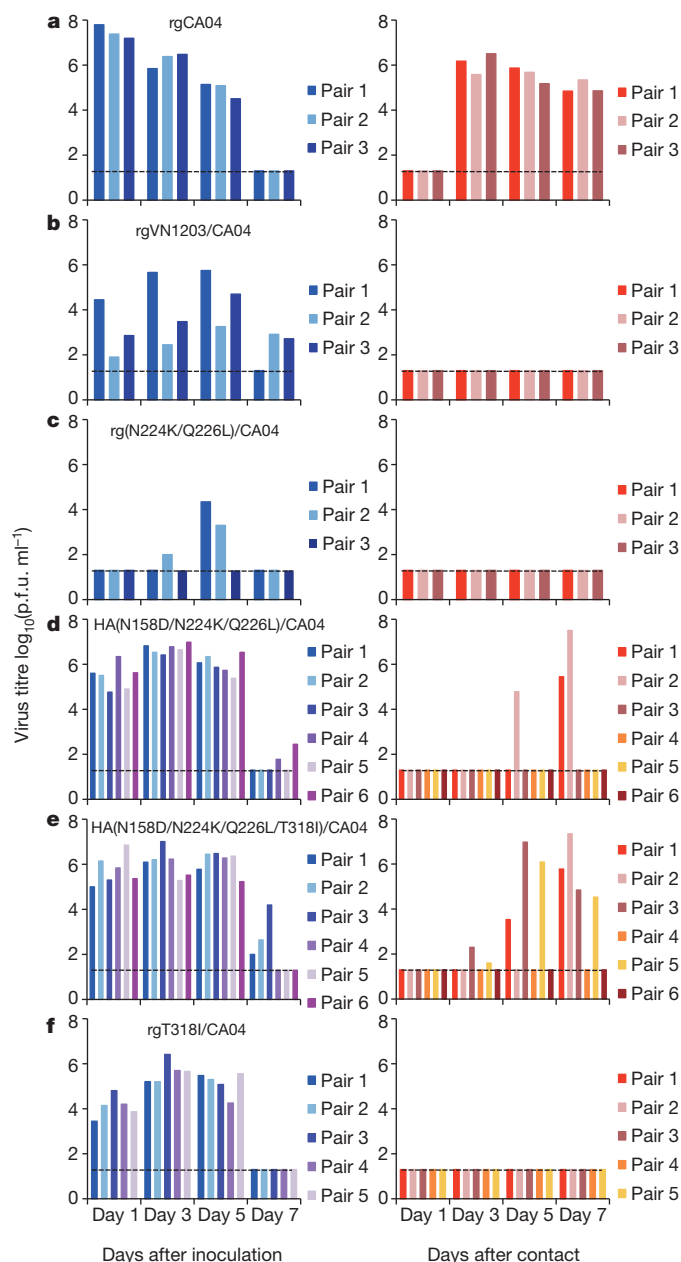 a
rgCA04
8
6
4
2
0
Pair 1
Pair 2
Pair 3
8
6
4
2
0
Pair 1
Pair 2
Pair 3
b
rgVN1203/CA04
8
6
4
2
0
Pair 1
Pair 2
Pair 3
8
6
4
2
0
Pair 1
Pair 2
Pair 3
c
rg(N224K/Q226L)/CA04
8
6
4
2
0
Pair 1
Pair 2
Pair 3
8
6
4
2
0
Pair 1
Pair 2
Pair 3
Virus titre log₁₀(p.f.u. ml⁻¹)
d
HA(N158D/N224K/Q226L)/CA04
8
6
4
2
0
Pair 1
Pair 2
Pair 3
Pair 4
Pair 5
Pair 6
8
6
4
2
0
Pair 1
Pair 2
Pair 3
Pair 4
Pair 5
Pair 6
e
HA(N158D/N224K/Q226L/T318I)/CA04
8
6
4
2
0
Pair 1
Pair 2
Pair 3
Pair 4
Pair 5
Pair 6
8
6
4
2
0
Pair 1
Pair 2
Pair 3
Pair 4
Pair 5
Pair 6
f
rgT318I/CA04
8
6
4
2
0
Pair 1
Pair 2
Pair 3
Pair 4
Pair 5
8
6
4
2
0
Pair 1
Pair 2
Pair 3
Pair 4
Pair 5
Day 1 Day 3 Day 5 Day 7
Days after inoculation
Day 1 Day 3 Day 5 Day 7
Days after contact